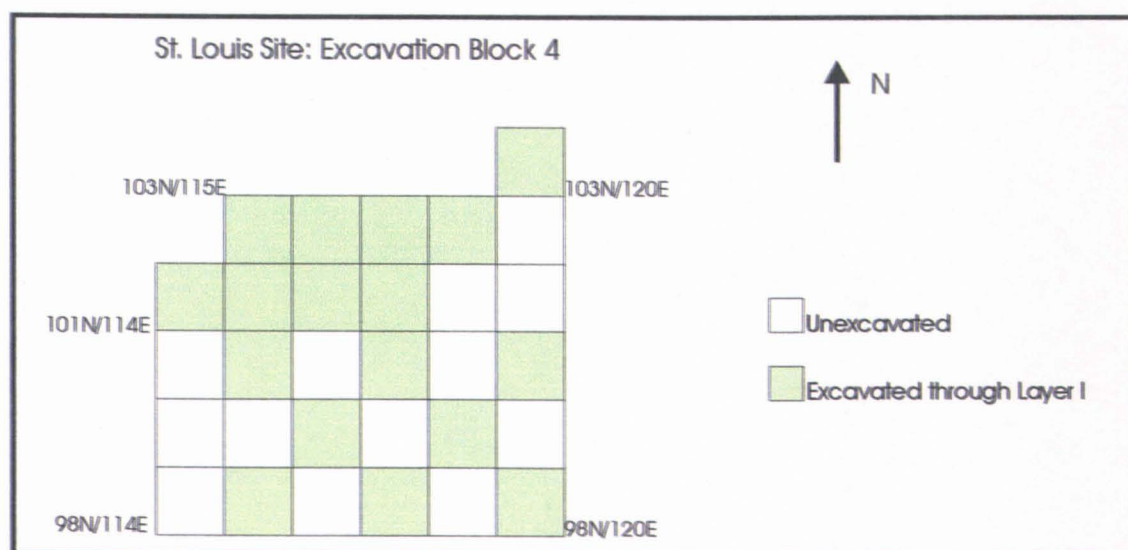 St. Louis Site: Excavation Block 4
N
103N/115E
103N/120E
101N/114E
Unexcavated
Excavated through Layer I
98N/114E
98N/120E